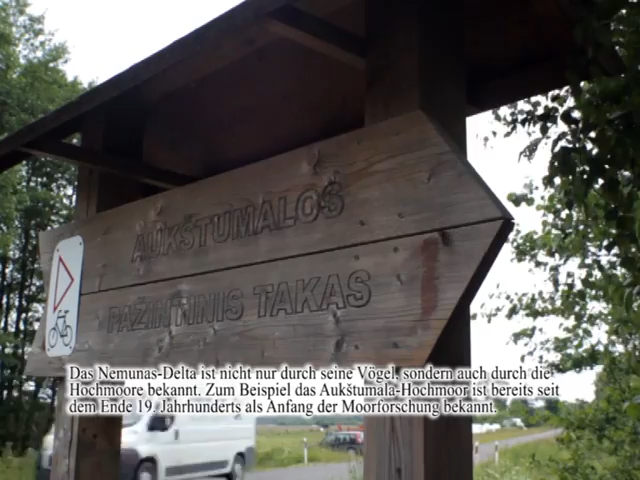 AUKŠTUMALOS
PAŽINTINIS TAKAS
Das Nemunas-Delta ist nicht nur durch seine Vögel, sondern auch durch die
Hochmoore bekannt. Zum Beispiel das Aukštumala-Hochmoor ist bereits seit
dem Ende 19. Jahrhunderts als Anfang der Moorforschung bekannt.